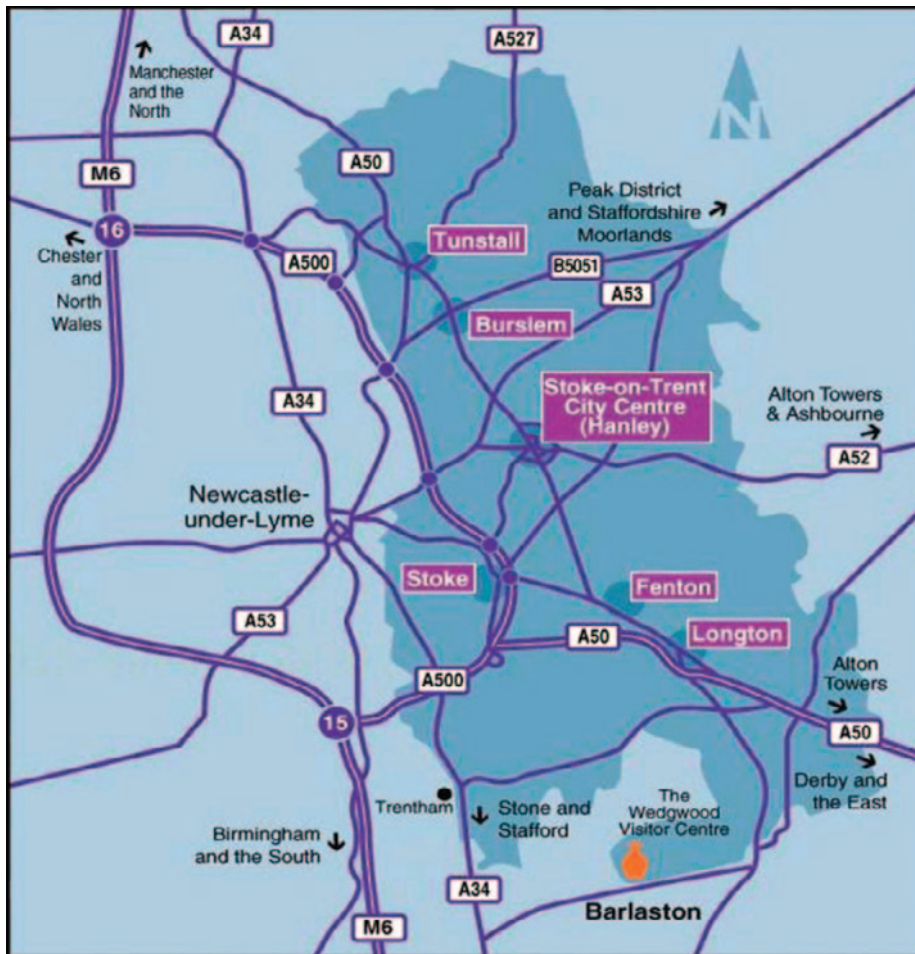 A34
A527
Manchester
and the
North
A50
N
M6
Peak District
and Staffordshire
Moorlands
16
Tunstall
Chester
and
North
Wales
A500
B5051
A53
Burslem
Stoke-on-Trent
City Centre
(Hanley)
A34
Alton Towers
& Ashbourne
A52
Newcastle-
under-Lyme
Stoke
Fenton
A53
A50
Longton
A500
Alton
Towers
15
A50
Derby and
the East
Trentham
Stone and
Stafford
The
Wedgwood
Visitor Centre
Birmingham
and the South
A34
Barlaston
M6